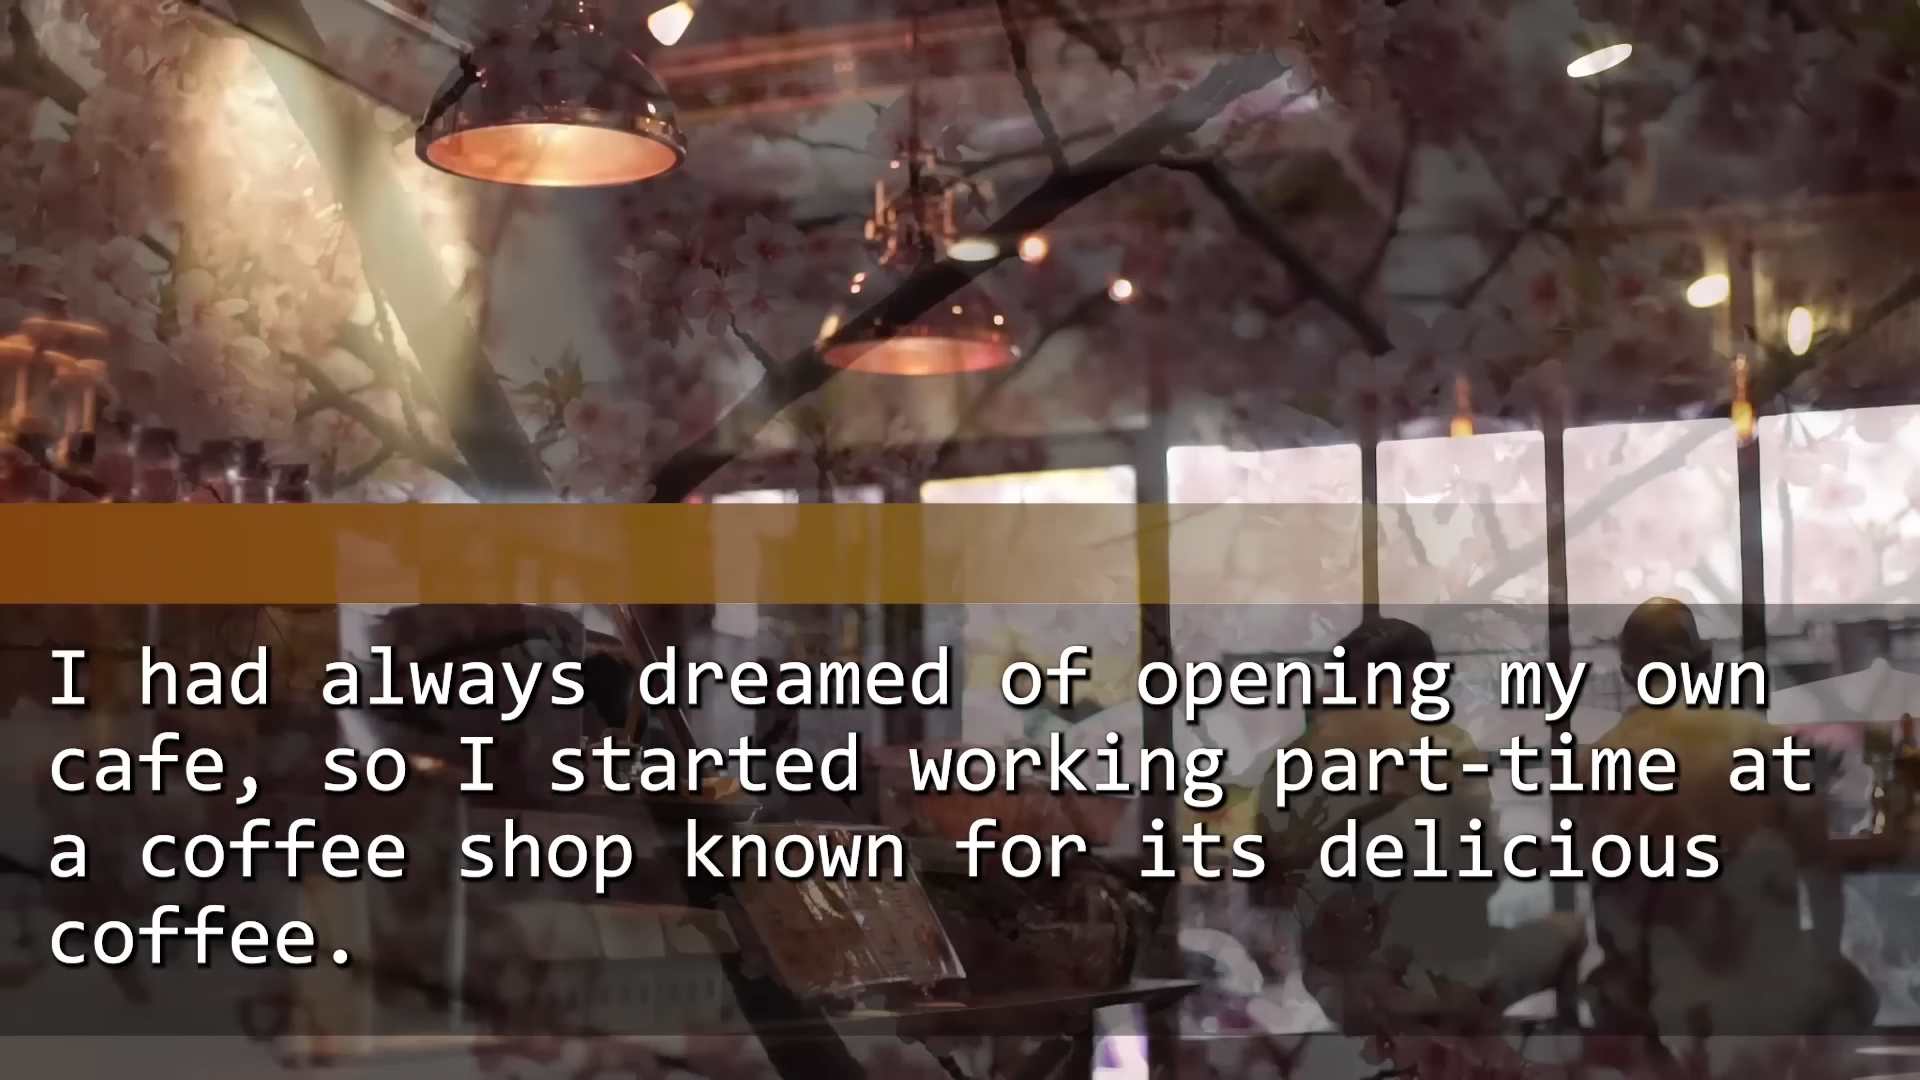 I had always dreamed of opening my own
cafe, so I started working part-time at
a coffee shop known for its delicious
coffee.